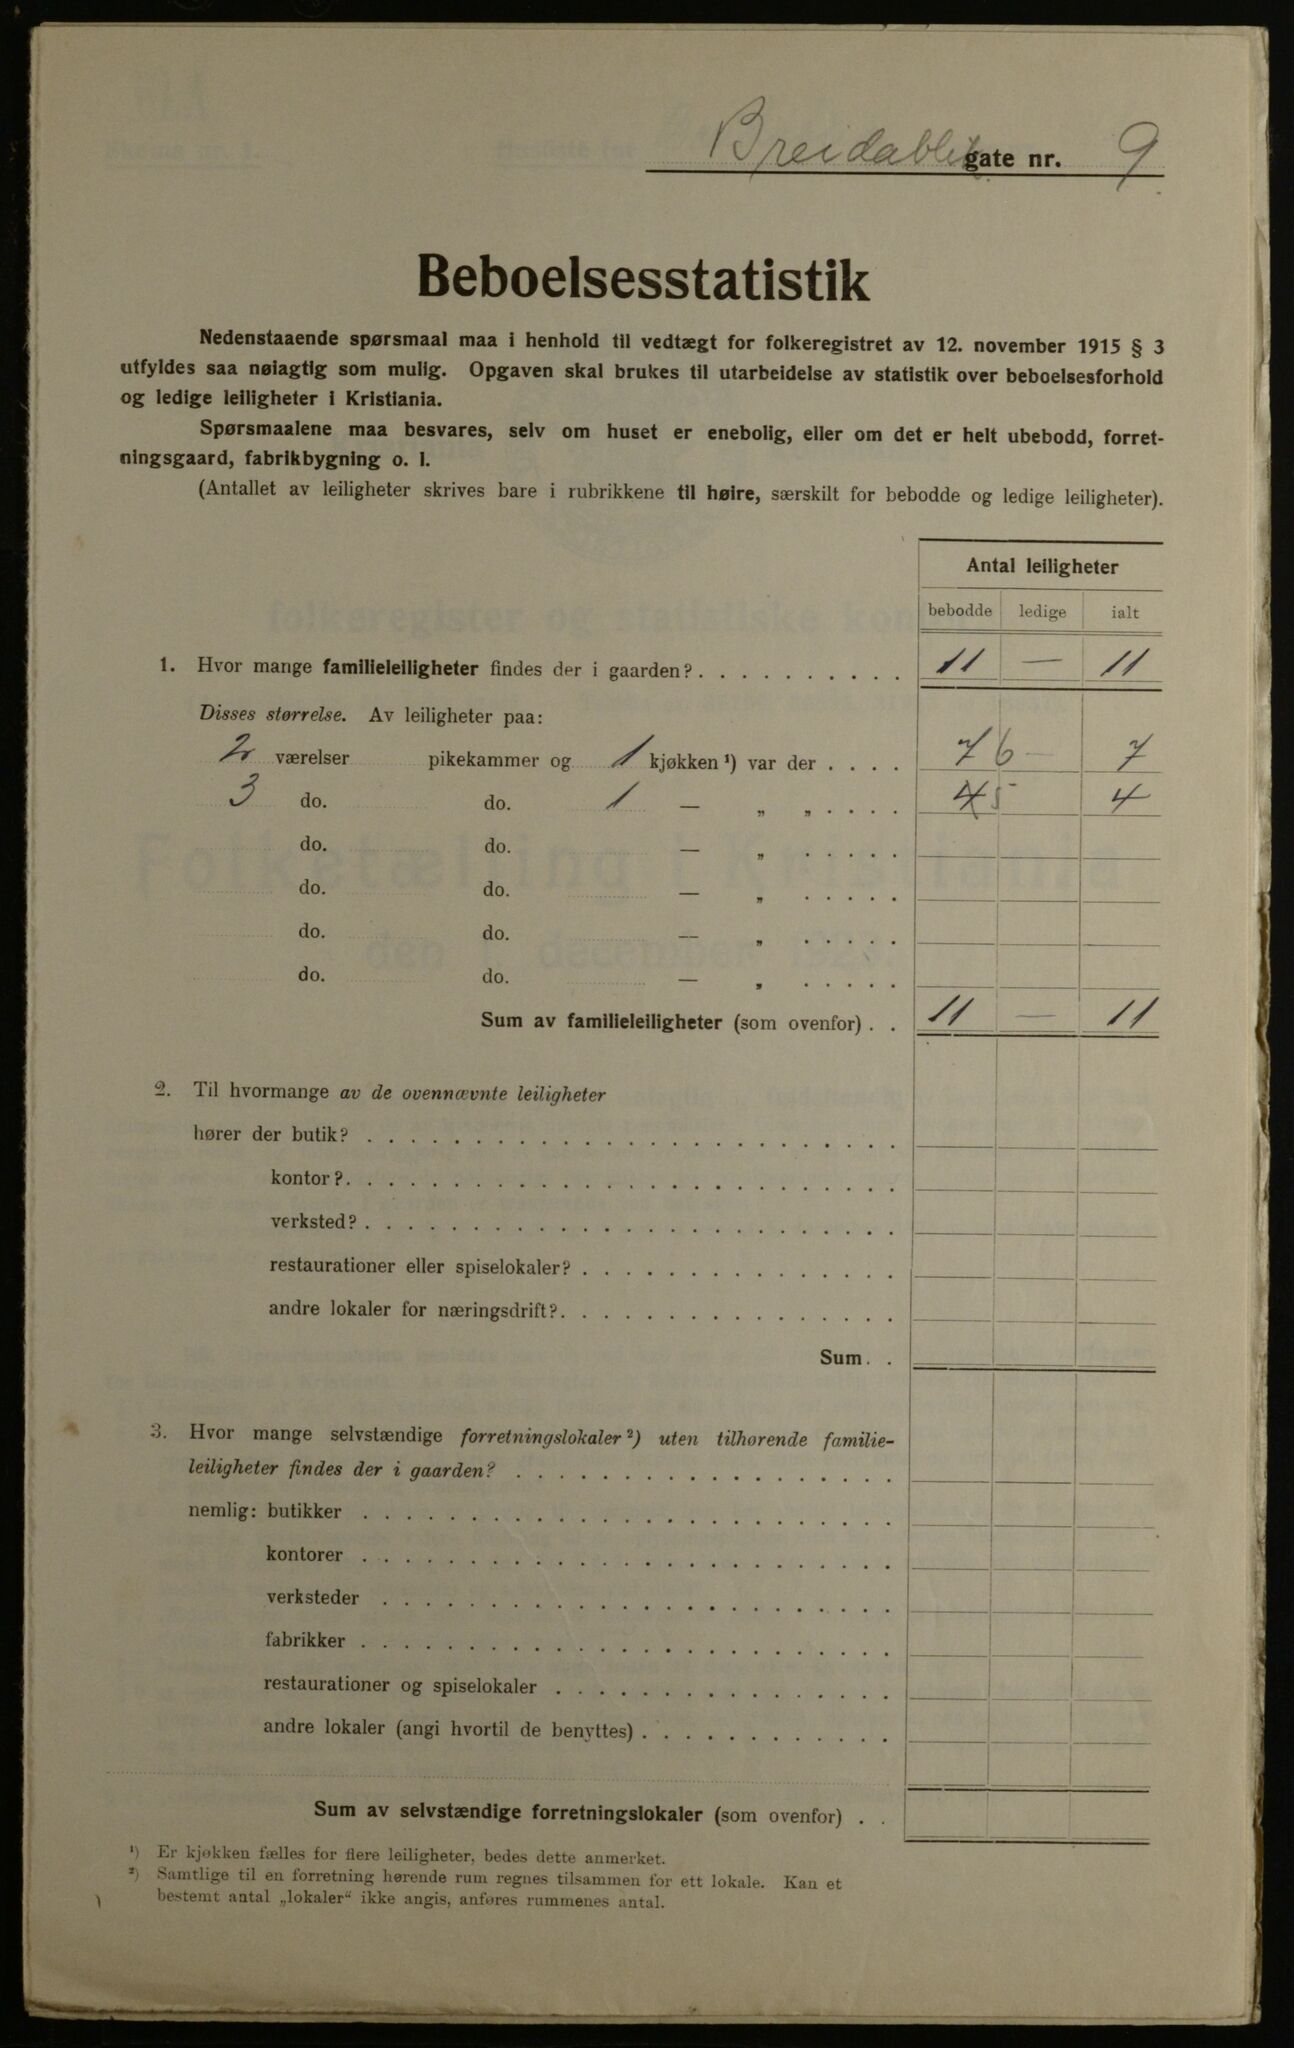 Breidablik gate nr. 9
Beboelsesstatistik
Nedenstaaende spørsmaal maa i henhold til vedtægt for folkeregistret av 12. november 1915 § 3
utfyldes saa nøiagtig som mulig. Opgaven skal brukes til utarbeidelse av statistik over beboelsesforhold
og ledige leiligheter i Kristiania.
Spørsmaalene maa besvares, selv om huset er enebolig, eller om det er helt ubebodd, forret-
ningsgaard, fabrikbygning o. l.
(Antallet av leiligheter skrives bare i rubrikkene til høire, særskilt for bebodde og ledige leiligheter).
Antal leiligheter
bebodde ledige ialt
1. Hvor mange familieleiligheter findes der i gaarden? . . . . . . . . . . 11 — 11
Disses størrelse. Av leiligheter paa:
2 værelser pikekammer og 1 kjøkken ¹) var der . . . . 7 6 — 7
3 do. do. 1 — „ „ . . . . 4 5 4
do. do. — „ . . . . .
do. do. — „ . . . . .
do. do. — „ . . . . .
do. do. — „ . . . . .
Sum av familieleiligheter (som ovenfor) . . 11 — 11
2. Til hvormange av de ovennævnte leiligheter
hører der butik? . . . . . . . . . . . . . . . . . . . . . . . . .
kontor? . . . . . . . . . . . . . . . . . . . . . . . . . .
verksted? . . . . . . . . . . . . . . . . . . . . . . . . .
restaurationer eller spiselokaler? . . . . . . . . . . . . . . .
andre lokaler for næringsdrift? . . . . . . . . . . . . . . . .
Sum . .
3. Hvor mange selvstændige forretningslokaler ²) uten tilhørende familie-
leiligheter findes der i gaarden? . . . . . . . . . . . . . . . . . .
nemlig: butikker . . . . . . . . . . . . . . . . . . . . . . . . .
kontorer . . . . . . . . . . . . . . . . . . . . . . . . .
verksteder . . . . . . . . . . . . . . . . . . . . . . . .
fabrikker . . . . . . . . . . . . . . . . . . . . . . . . .
restaurationer og spiselokaler . . . . . . . . . . . . . . . .
andre lokaler (angi hvortil de benyttes) . . . . . . . . . . . .
Sum av selvstændige forretningslokaler (som ovenfor) . .
¹) Er kjøkken fælles for flere leiligheter, bedes dette anmerket.
²) Samtlige til en forretning hørende rum regnes tilsammen for ett lokale. Kan et
bestemt antal „lokaler“ ikke angis, anføres rummenes antal.